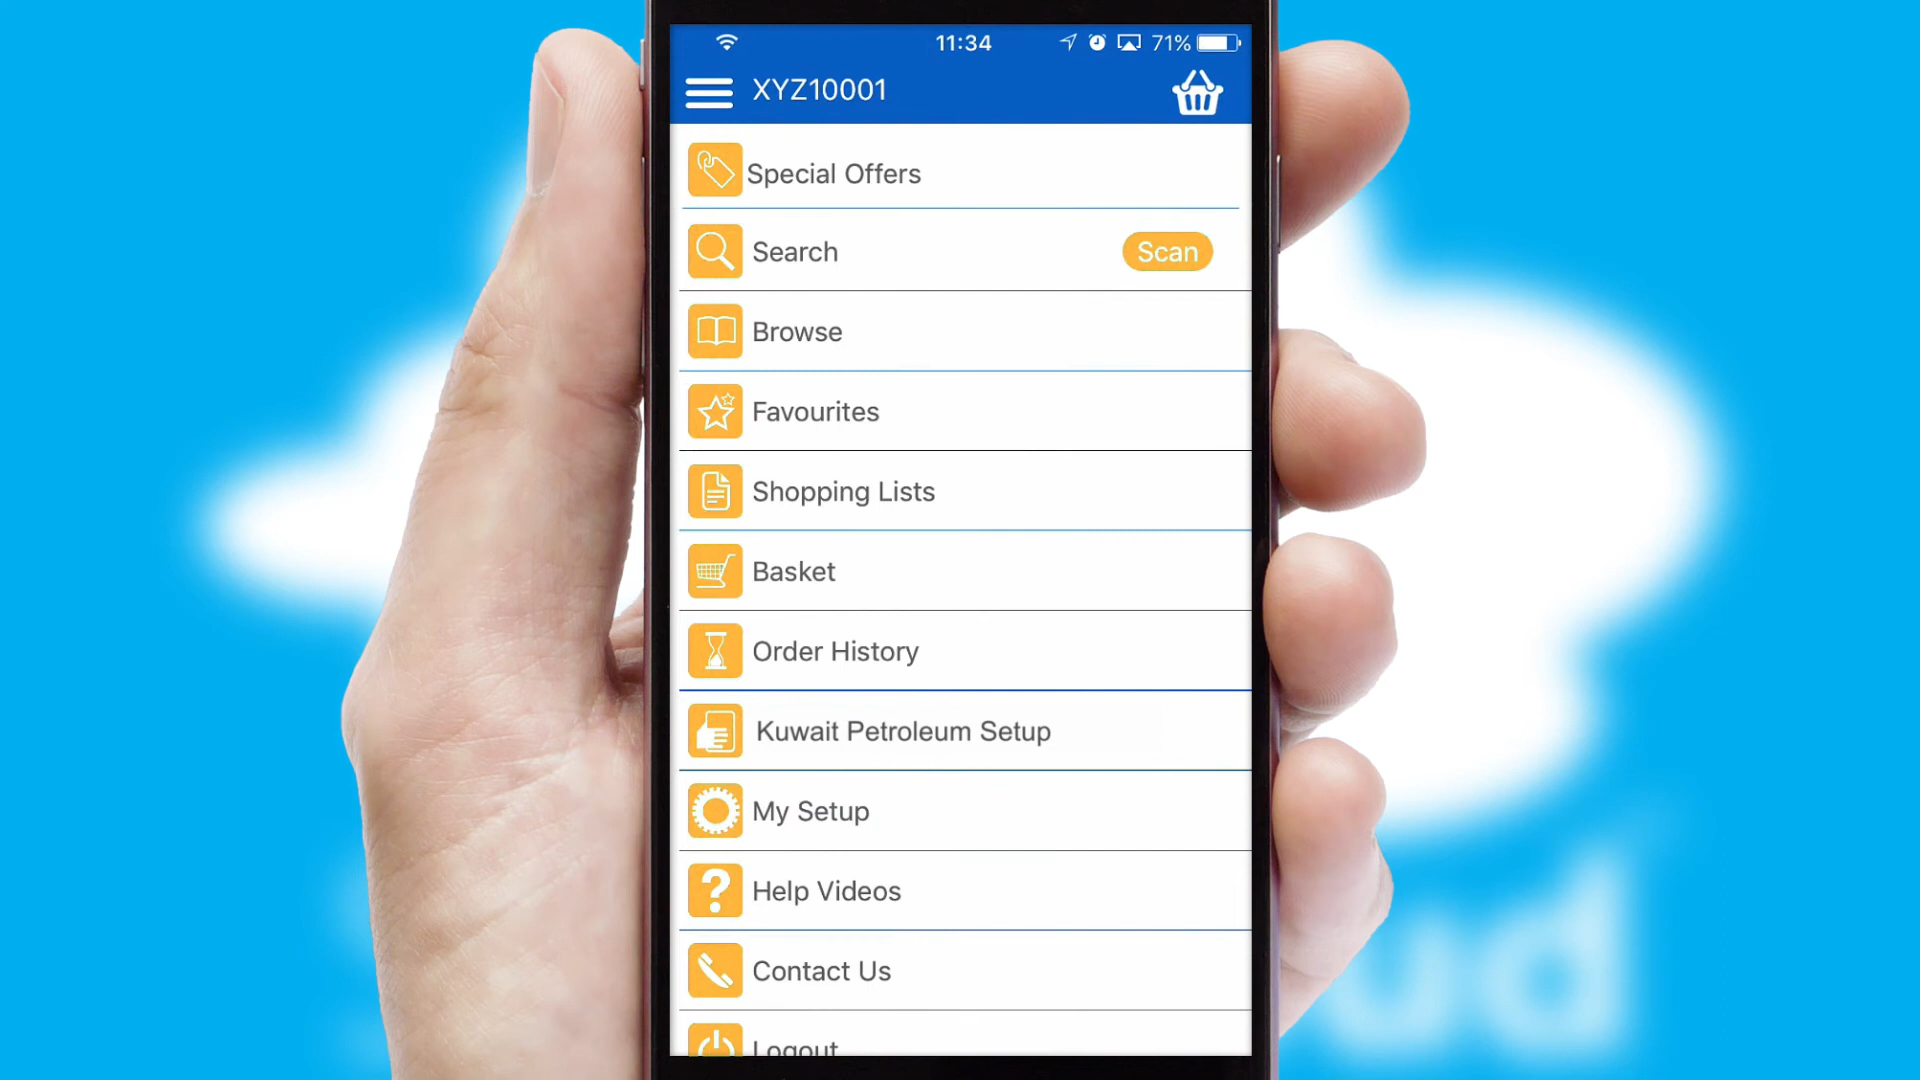 11:34
71%
XYZ10001
Special Offers
Search
Scan
Browse
Favourites
Shopping Lists
Basket
Order History
Kuwait Petroleum Setup
My Setup
Help Videos
Contact Us
Logout